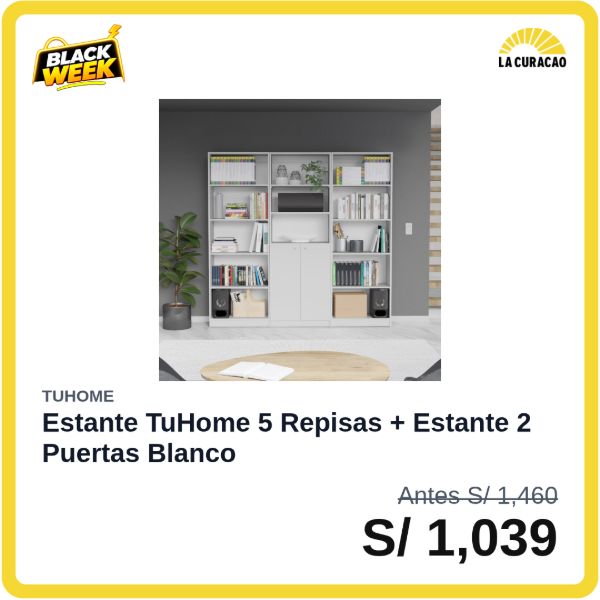 BLACK
WEEK
LA CURACAO
TUHOME
Estante TuHome 5 Repisas + Estante 2
Puertas Blanco
Antes S/ 1,460
S/ 1,039